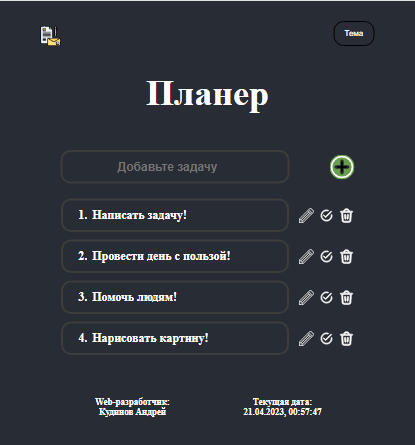 Тема
Планер
Добавьте задачу
1. Написать задачу!
2. Провести день с пользой!
3. Помочь людям!
4. Нарисовать картину!
Web-разработчик:
Кудинов Андрей
Текущая дата:
21.04.2023, 00:57:47